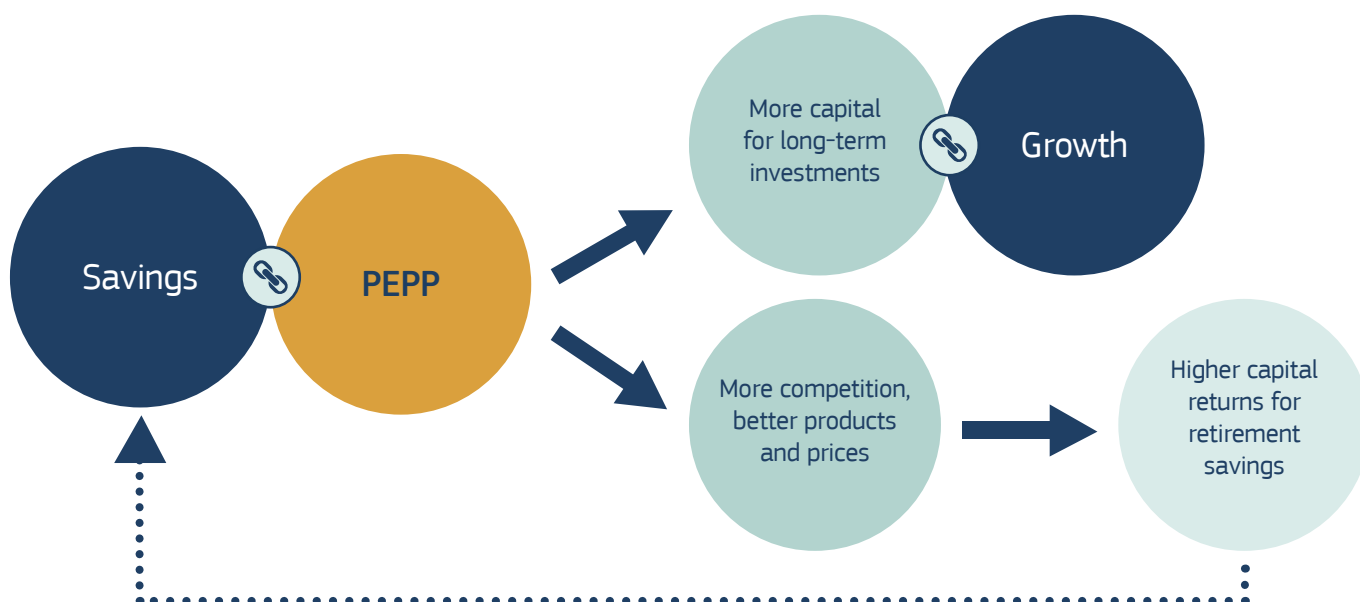 Savings
PEPP
More capital
for long-term
investments
Growth
More competition,
better products
and prices
Higher capital
returns for
retirement
savings